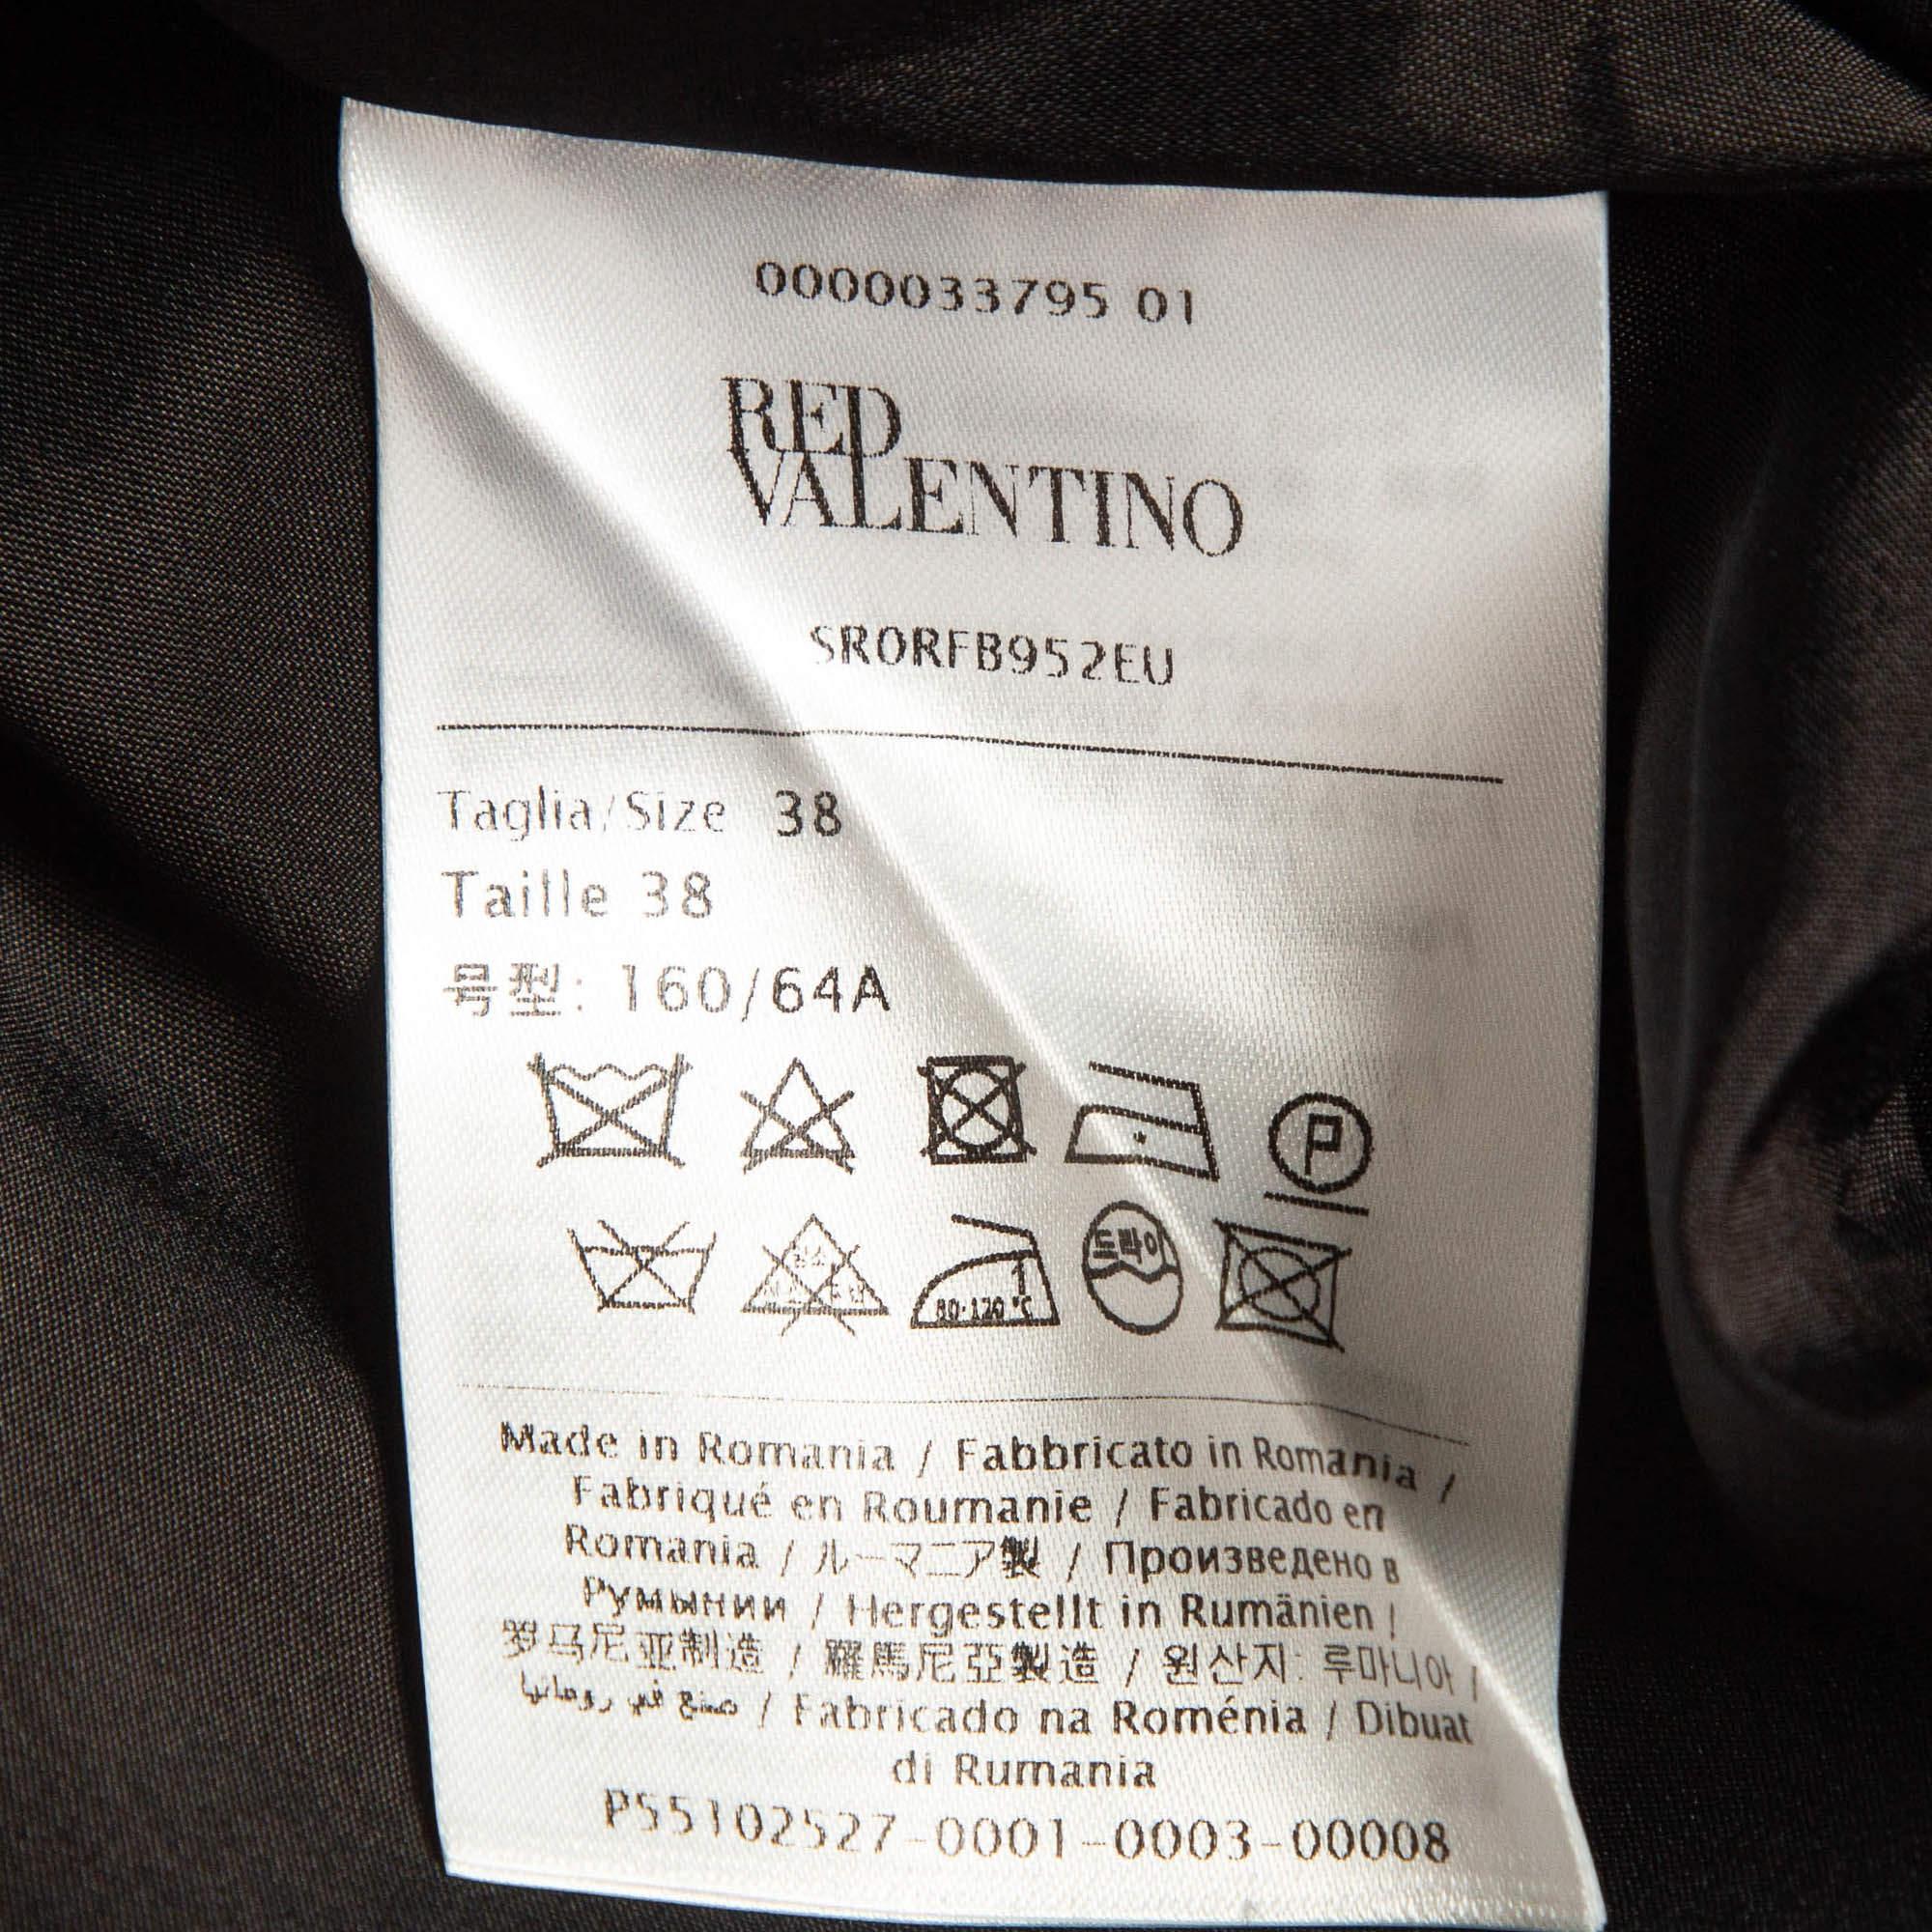 0000033795 01
RED
VALENTINO
SR0RFB952EU
Taglia/Size 38
Taille 38
号型: 160/64A
P
드라이
80-120°C
Made in Romania / Fabbricato in Romania /
Fabriqué en Roumanie / Fabricado en
Romania / ルーマニア製 / Произведено в
Румынии / Hergestellt in Rumänien /
罗马尼亚制造 / 羅馬尼亞製造 / 원산지: 루마니아 /
صنع في رومانيا / Fabricado na Roménia / Dibuat
di Rumania
P55102527-0001-0003-00008